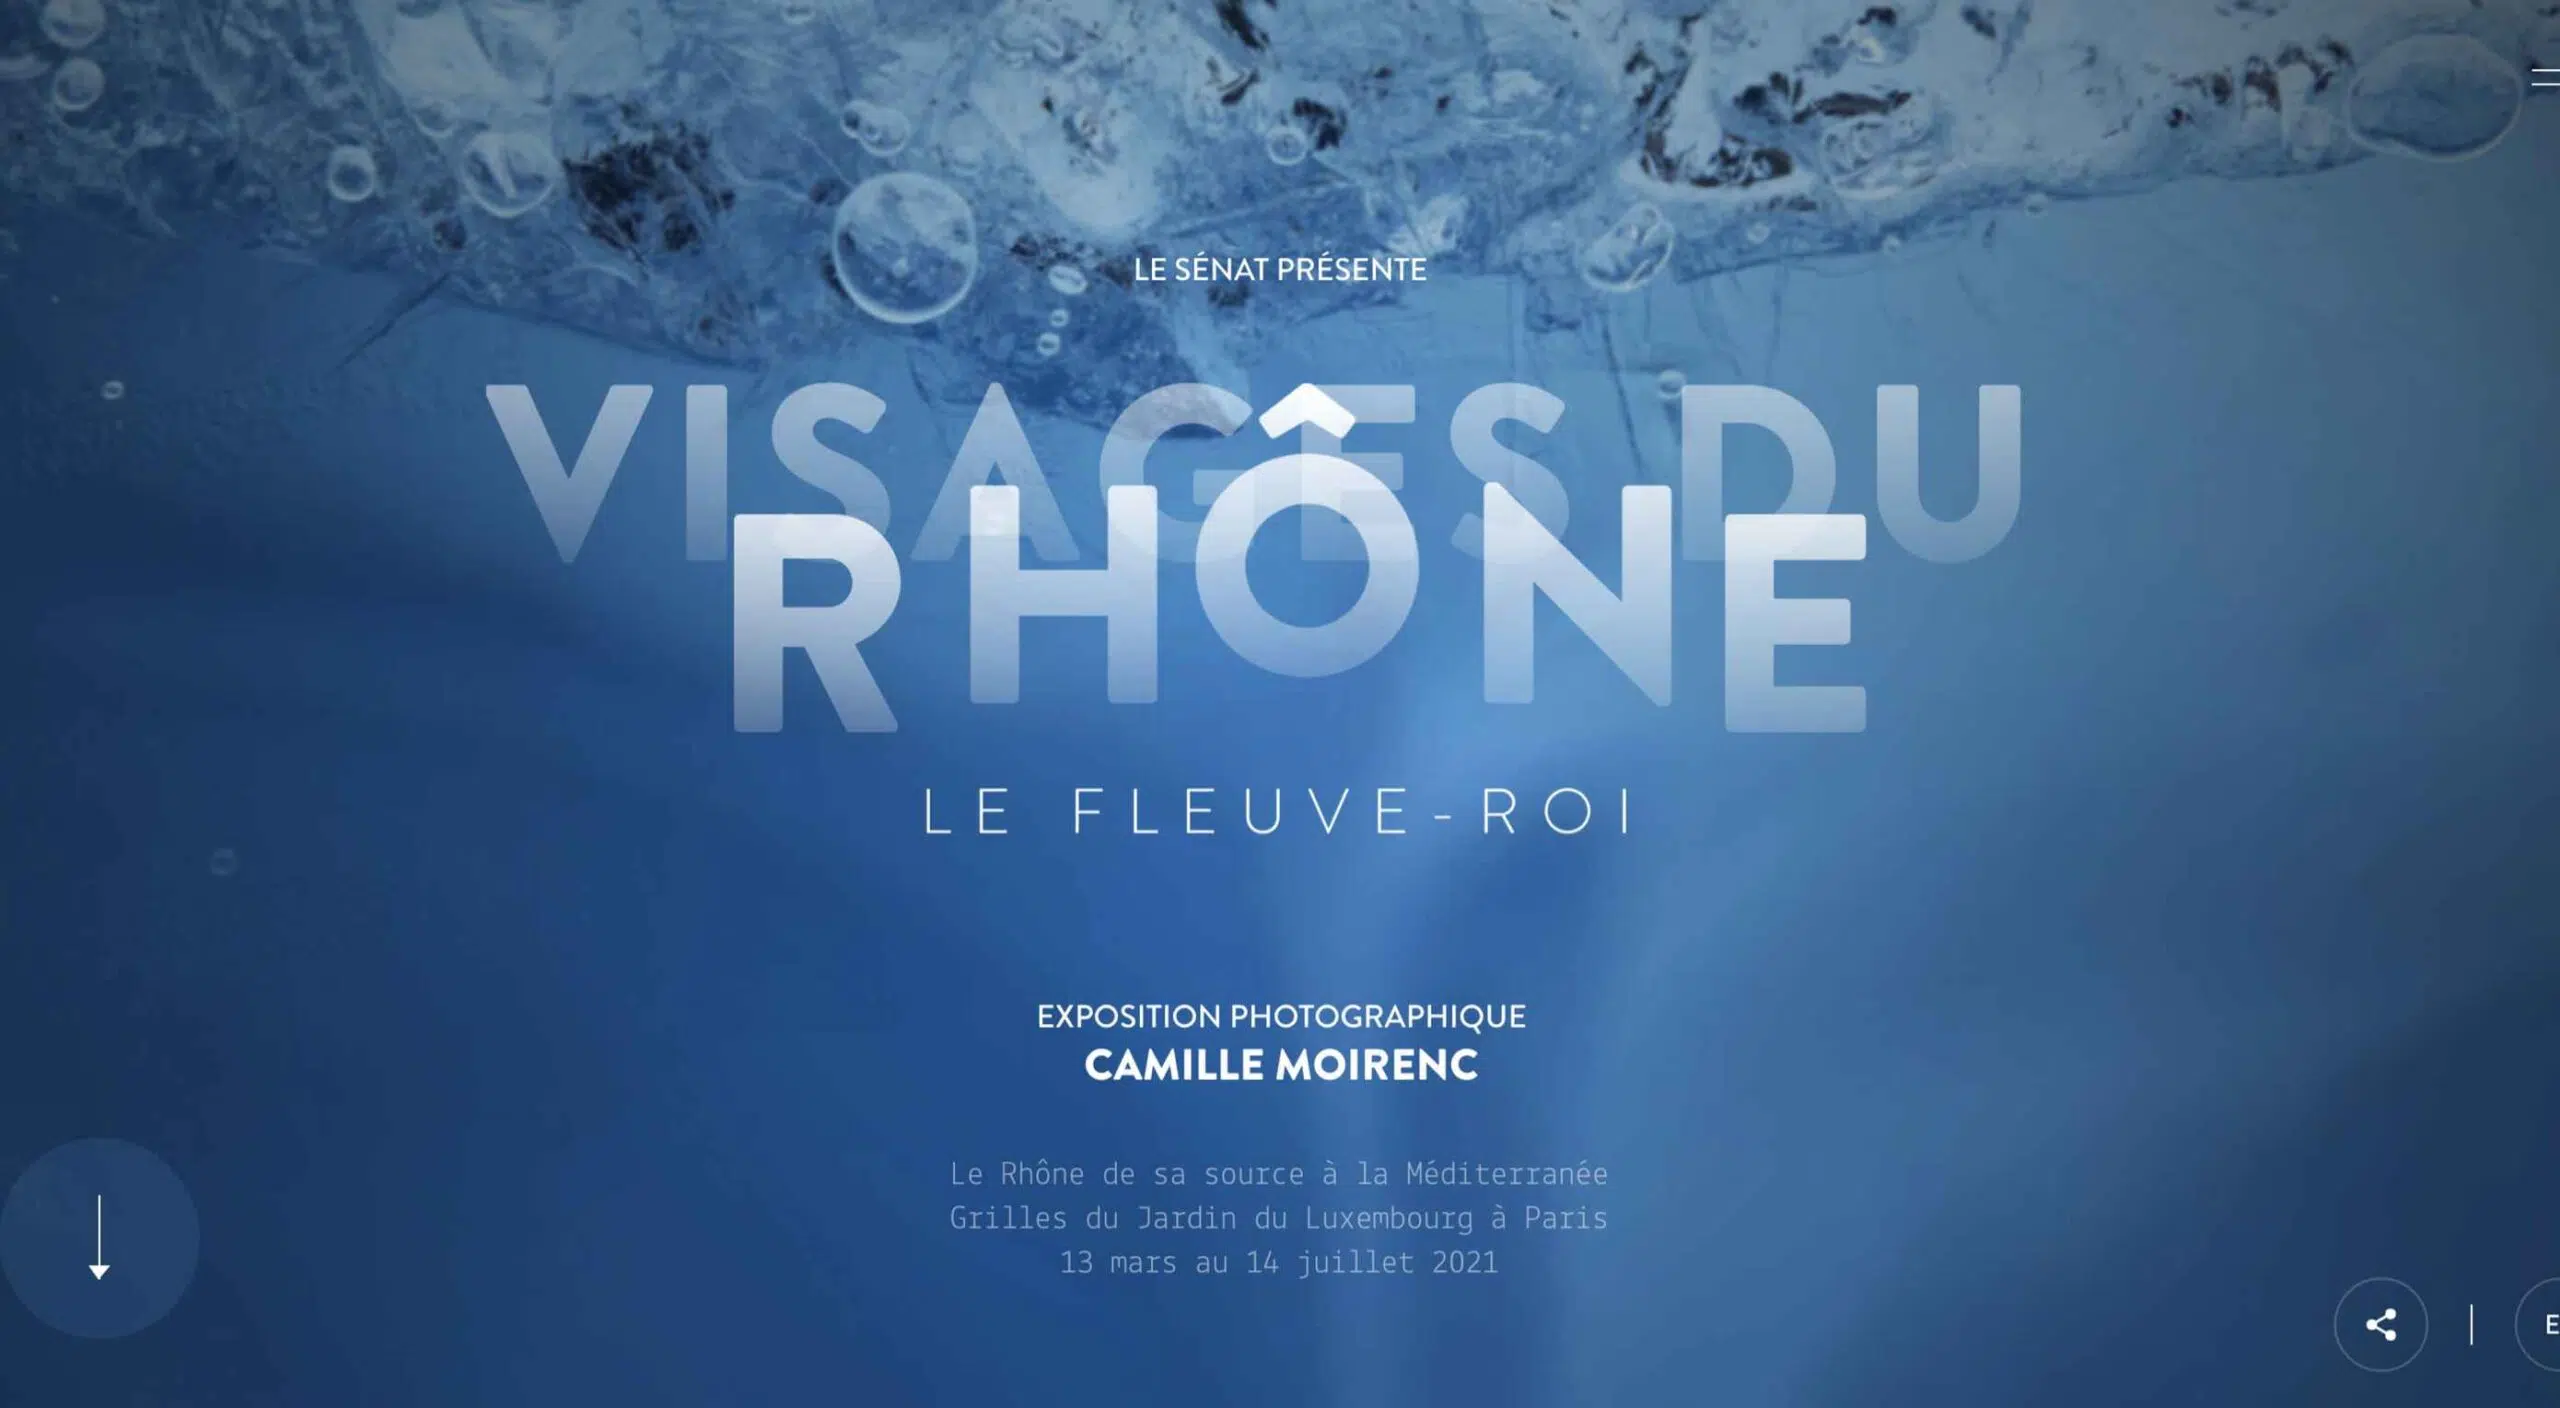 LE SÉNAT PRÉSENTE
VISAGES DU
RHÔNE
LE FLEUVE-ROI
EXPOSITION PHOTOGRAPHIQUE
CAMILLE MOIRENC
Le Rhône de sa source à la Méditerranée
Grilles du Jardin du Luxembourg à Paris
13 mars au 14 juillet 2021